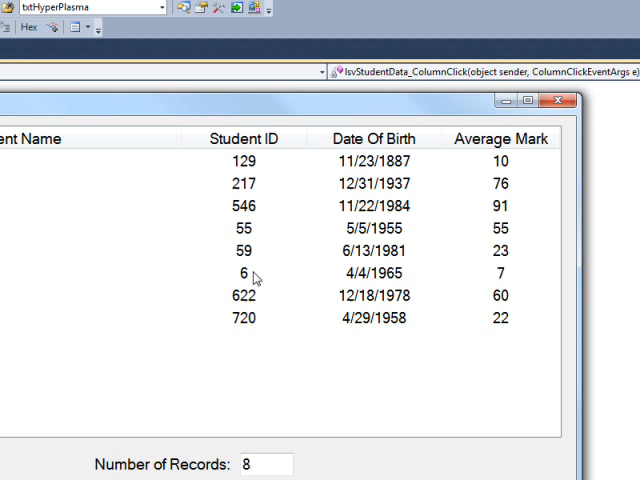 txtHyperPlasma
Hex
lsvStudentData_ColumnClick(object sender, ColumnClickEventArgs e)
ent Name Student ID Date Of Birth Average Mark
129 11/23/1887 10
217 12/31/1937 76
546 11/22/1984 91
55 5/5/1955 55
59 6/13/1981 23
6 4/4/1965 7
622 12/18/1978 60
720 4/29/1958 22
Number of Records: 8